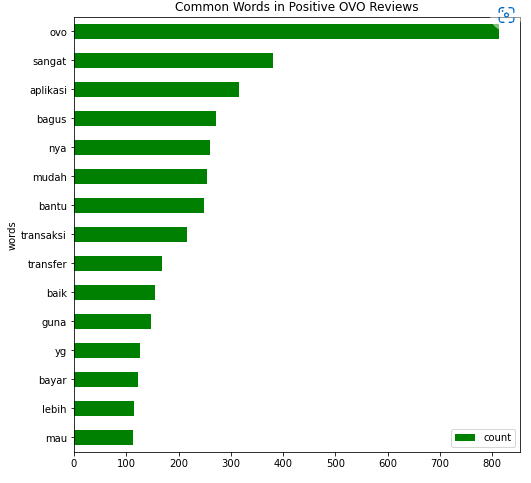 Common Words in Positive OVO Reviews
ovo
sangat
aplikasi
bagus
nya
mudah
bantu
transaksi
transfer
baik
guna
yg
bayar
lebih
mau
words
count
0 100 200 300 400 500 600 700 800